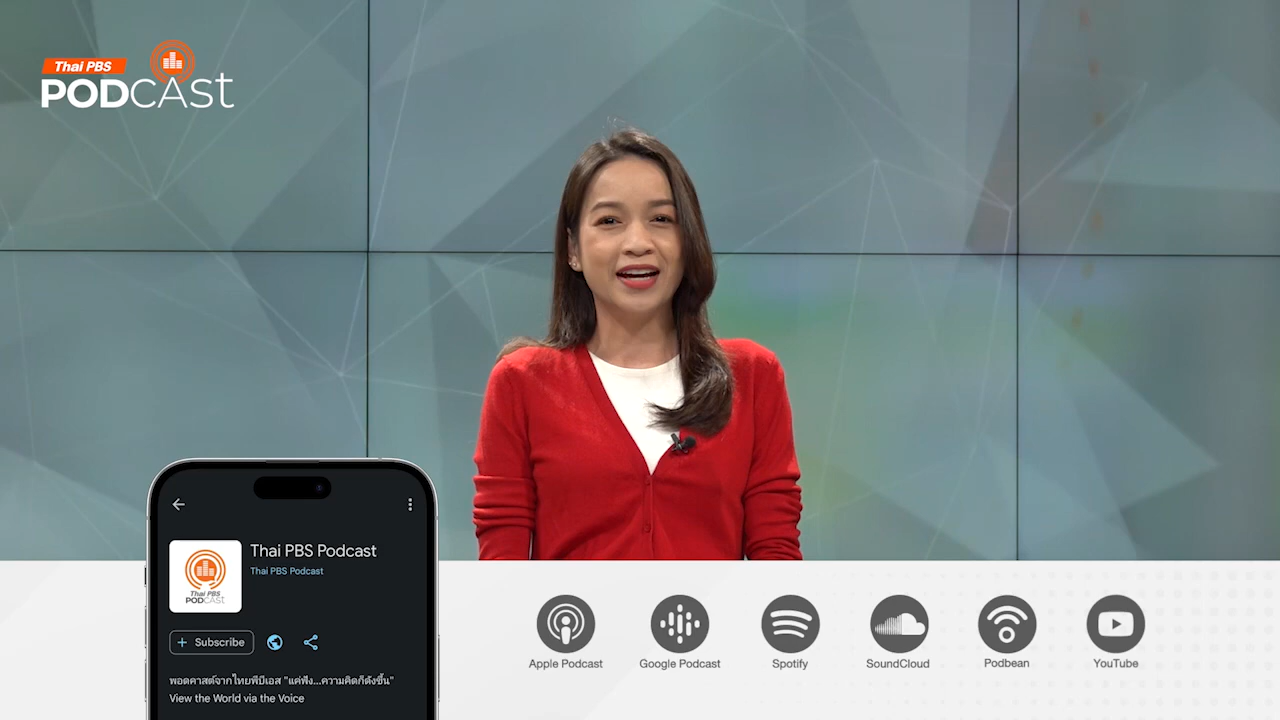 Thai PBS
PODCAST
Thai PBS Podcast
Thai PBS Podcast
Thai PBS
PODCAST
+ Subscribe
พอดคาสต์จากไทยพีบีเอส "แค่ฟัง...ความคิดก็ดังขึ้น"
View the World via the Voice
Apple Podcast
Google Podcast
Spotify
SoundCloud
Podbean
YouTube